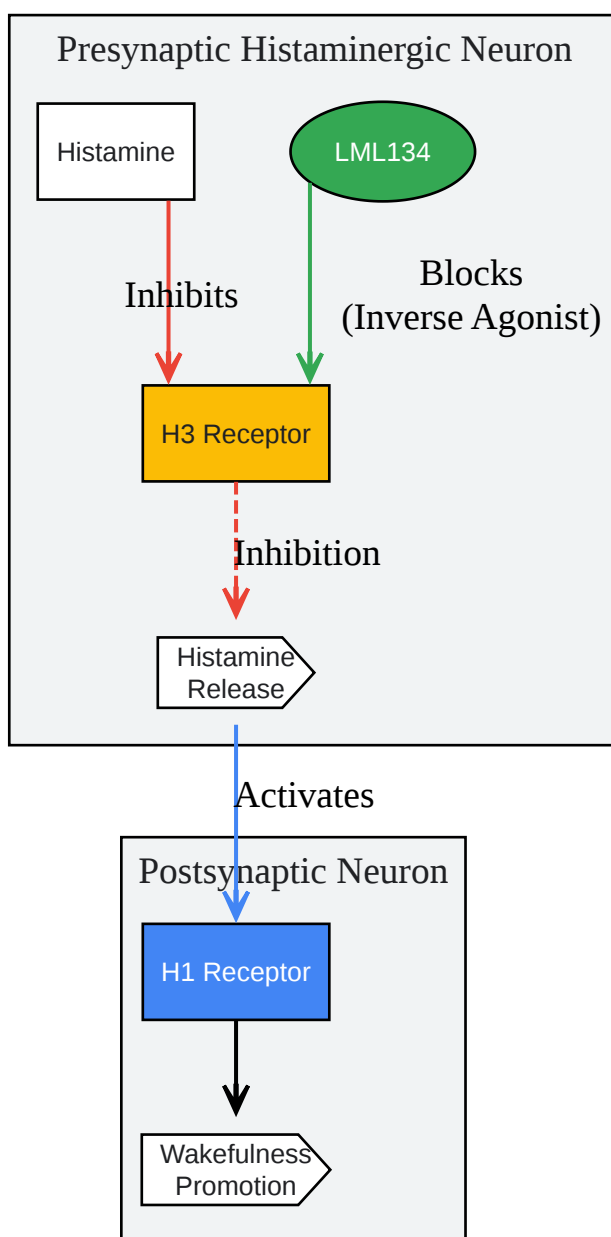 Presynaptic Histaminergic Neuron
Histamine
LML134
Inhibits
Blocks
(Inverse Agonist)
H3 Receptor
Inhibition
Histamine
Release
Activates
Postsynaptic Neuron
H1 Receptor
Wakefulness
Promotion